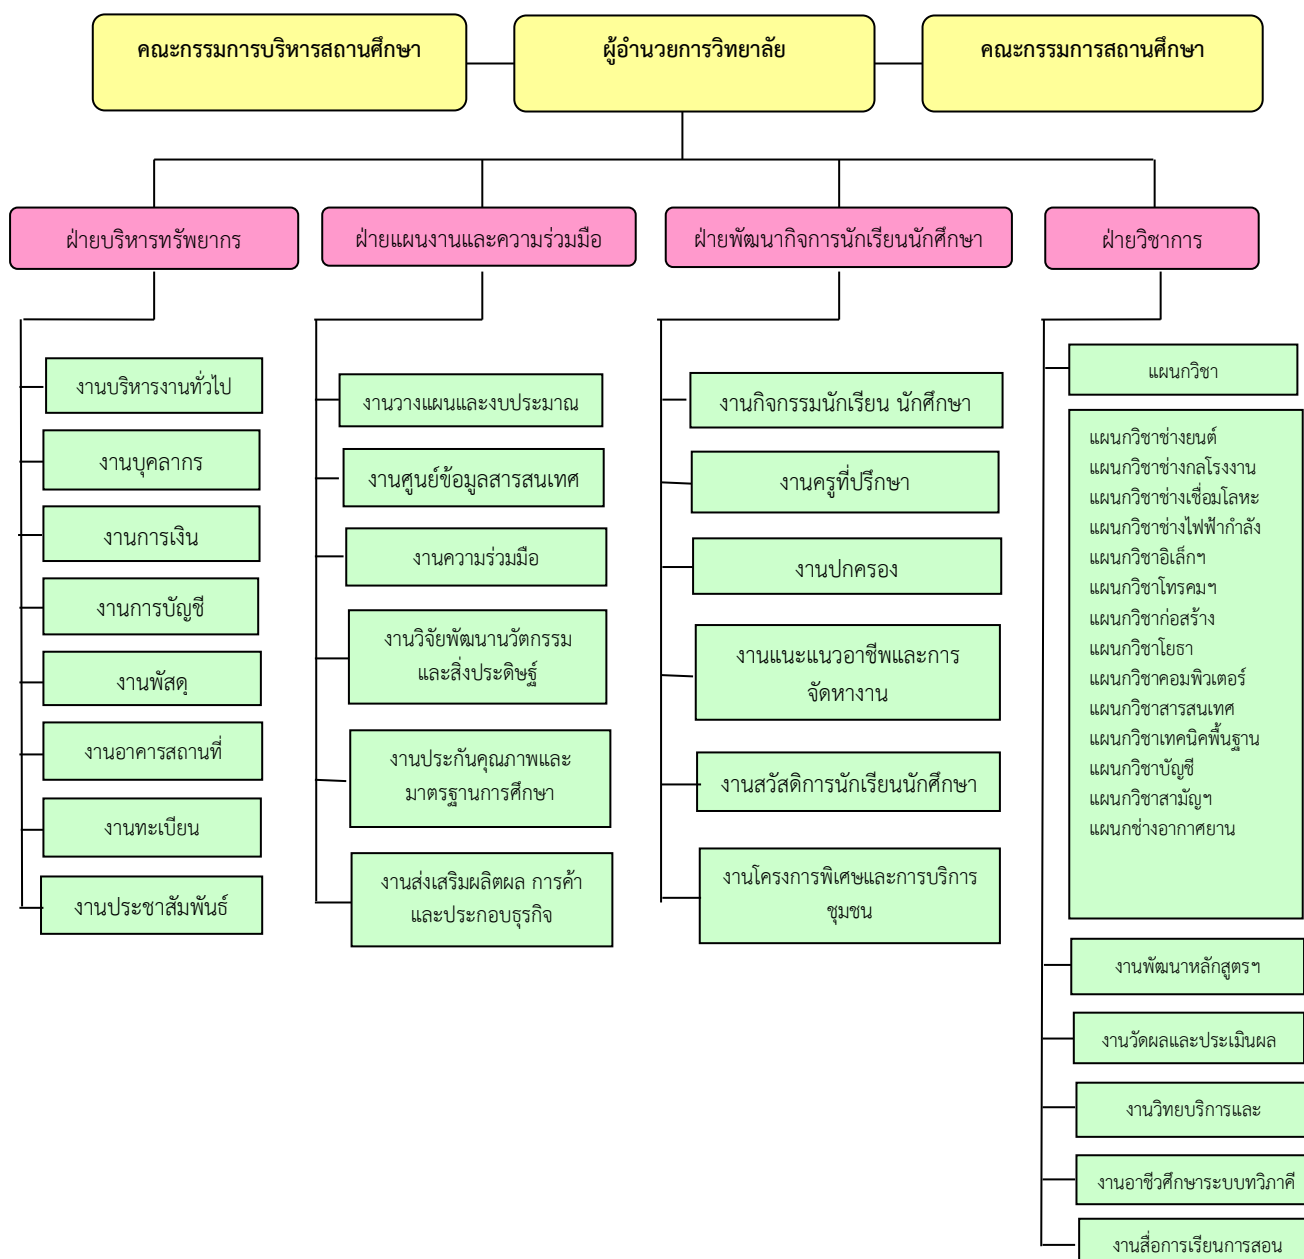 คณะกรรมการบริหารสถานศึกษา
ผู้อำนวยการวิทยาลัย
คณะกรรมการสถานศึกษา
ฝ่ายบริหารทรัพยากร
ฝ่ายแผนงานและความร่วมมือ
ฝ่ายพัฒนากิจการนักเรียนนักศึกษา
ฝ่ายวิชาการ
งานบริหารงานทั่วไป
งานบุคลากร
งานการเงิน
งานการบัญชี
งานพัสดุ
งานอาคารสถานที่
งานทะเบียน
งานประชาสัมพันธ์
งานวางแผนและงบประมาณ
งานศูนย์ข้อมูลสารสนเทศ
งานความร่วมมือ
งานวิจัยพัฒนานวัตกรรม
และสิ่งประดิษฐ์
งานประกันคุณภาพและ
มาตรฐานการศึกษา
งานส่งเสริมผลิตผล การค้า
และประกอบธุรกิจ
งานกิจกรรมนักเรียน นักศึกษา
งานครูที่ปรึกษา
งานปกครอง
งานแนะแนวอาชีพและการ
จัดหางาน
งานสวัสดิการนักเรียนนักศึกษา
งานโครงการพิเศษและการบริการ
ชุมชน
แผนกวิชา
แผนกวิชาช่างยนต์
แผนกวิชาช่างกลโรงงาน
แผนกวิชาช่างเชื่อมโลหะ
แผนกวิชาช่างไฟฟ้ากำลัง
แผนกวิชาอิเล็กฯ
แผนกวิชาโทรคมฯ
แผนกวิชาก่อสร้าง
แผนกวิชาโยธา
แผนกวิชาคอมพิวเตอร์
แผนกวิชาสารสนเทศ
แผนกวิชาเทคนิคพื้นฐาน
แผนกวิชาบัญชี
แผนกวิชาสามัญฯ
แผนกช่างอากาศยาน
งานพัฒนาหลักสูตรฯ
งานวัดผลและประเมินผล
งานวิทยบริการและ
งานอาชีวศึกษาระบบทวิภาคี
งานสื่อการเรียนการสอน